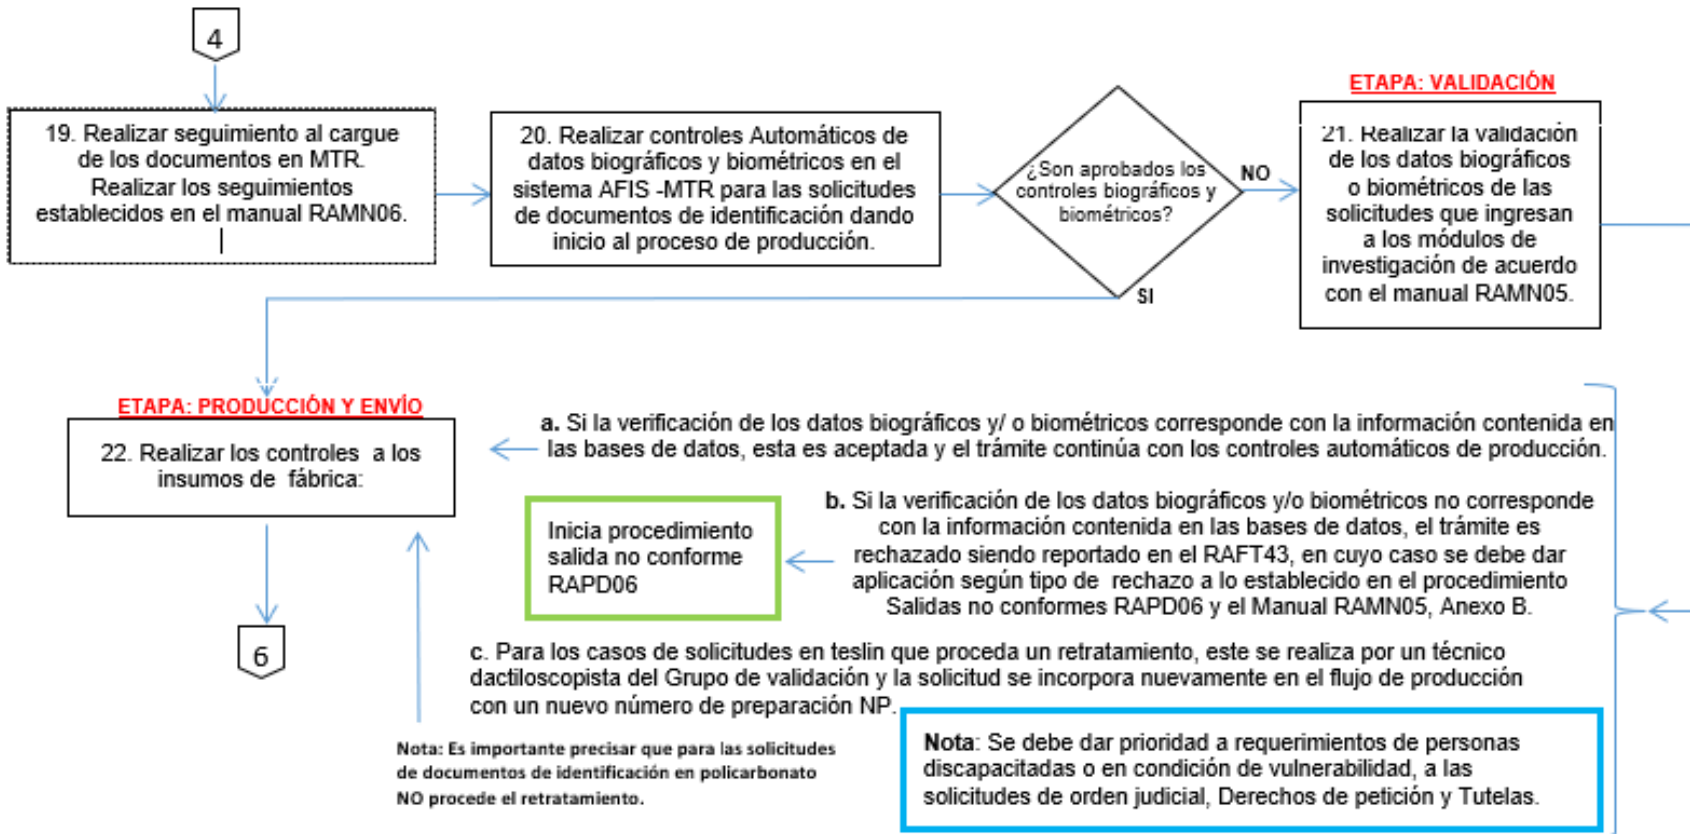 4
19. Realizar seguimiento al cargue
de los documentos en MTR.
Realizar los seguimientos
establecidos en el manual RAMN06.
20. Realizar controles Automáticos de
datos biográficos y biométricos en el
sistema AFIS -MTR para las solicitudes
de documentos de identificación dando
inicio al proceso de producción.
¿Son aprobados los
controles biográficos y
biométricos?
NO
SI
ETAPA: VALIDACIÓN
21. Realizar la validación
de los datos biográficos
o biométricos de las
solicitudes que ingresan
a los módulos de
investigación de acuerdo
con el manual RAMN05.
ETAPA: PRODUCCIÓN Y ENVÍO
22. Realizar los controles a los
insumos de fábrica:
6
a. Si la verificación de los datos biográficos y/ o biométricos corresponde con la información contenida en
las bases de datos, esta es aceptada y el trámite continúa con los controles automáticos de producción.
b. Si la verificación de los datos biográficos y/o biométricos no corresponde
con la información contenida en las bases de datos, el trámite es
rechazado siendo reportado en el RAFT43, en cuyo caso se debe dar
aplicación según tipo de rechazo a lo establecido en el procedimiento
Salidas no conformes RAPD06 y el Manual RAMN05, Anexo B.
Inicia procedimiento
salida no conforme
RAPD06
c. Para los casos de solicitudes en teslin que proceda un retratamiento, este se realiza por un técnico
dactiloscopista del Grupo de validación y la solicitud se incorpora nuevamente en el flujo de producción
con un nuevo número de preparación NP.
Nota: Es importante precisar que para las solicitudes
de documentos de identificación en policarbonato
NO procede el retratamiento.
Nota: Se debe dar prioridad a requerimientos de personas
discapacitadas o en condición de vulnerabilidad, a las
solicitudes de orden judicial, Derechos de petición y Tutelas.